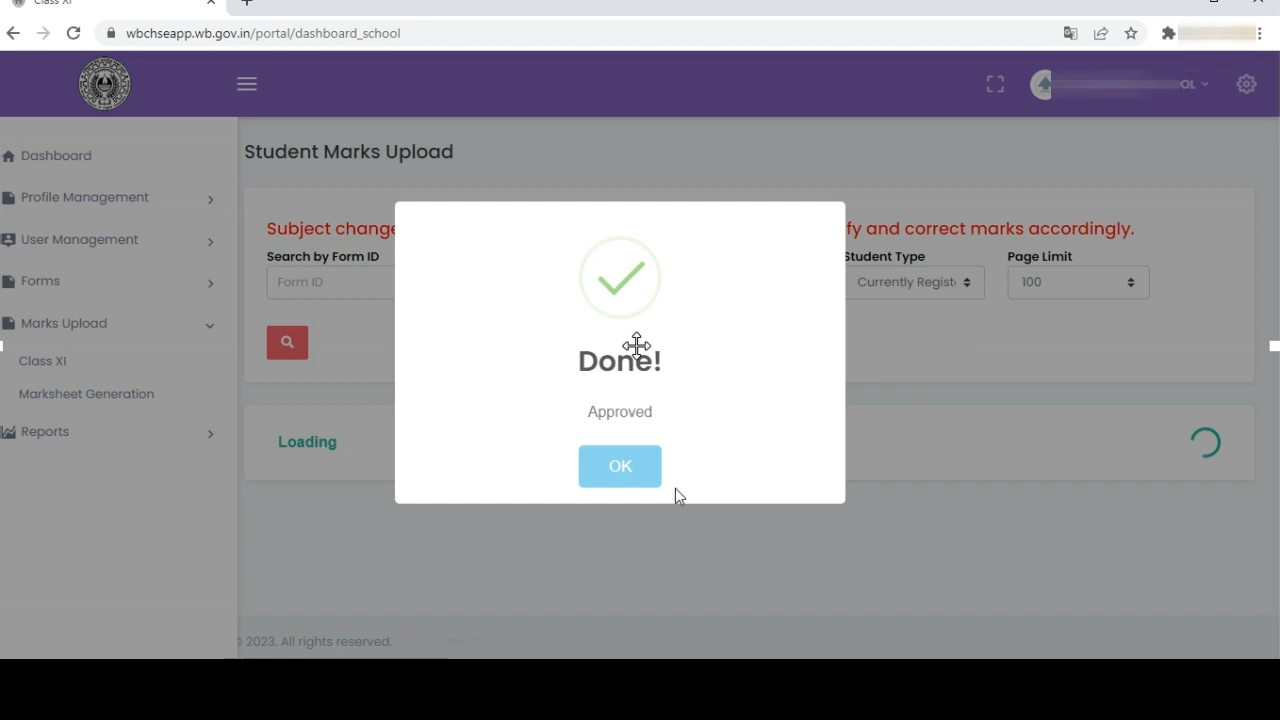 Class XI
wbchseapp.wb.gov.in/portal/dashboard_school
OL
Dashboard
Profile Management
User Management
Forms
Marks Upload
Class XI
Marksheet Generation
Reports
Student Marks Upload
Subject change fy and correct marks accordingly.
Search by Form ID Student Type Page Limit
Form ID Currently Regist 100
Done!
Approved
OK
Loading
© 2023. All rights reserved.